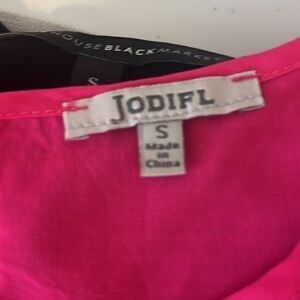 HOUSEBLACKMARKET
S
JODIFL
S
Made
in
China